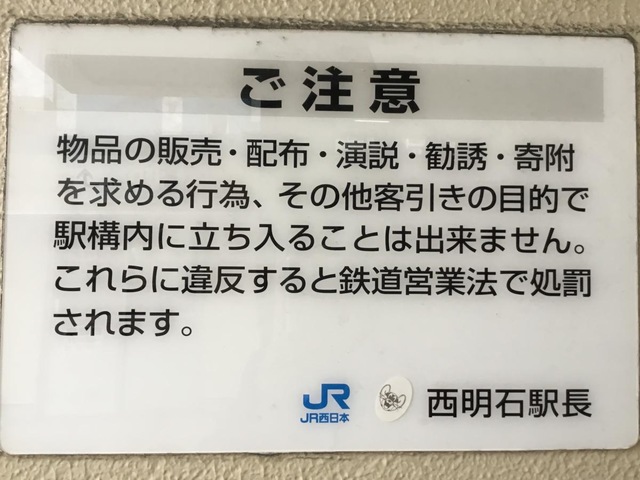 ご注意
物品の販売・配布・演説・勧誘・寄附
を求める行為、その他客引きの目的で
駅構内に立ち入ることは出来ません。
これらに違反すると鉄道営業法で処罰
されます。
JR
JR西日本
西明石駅長